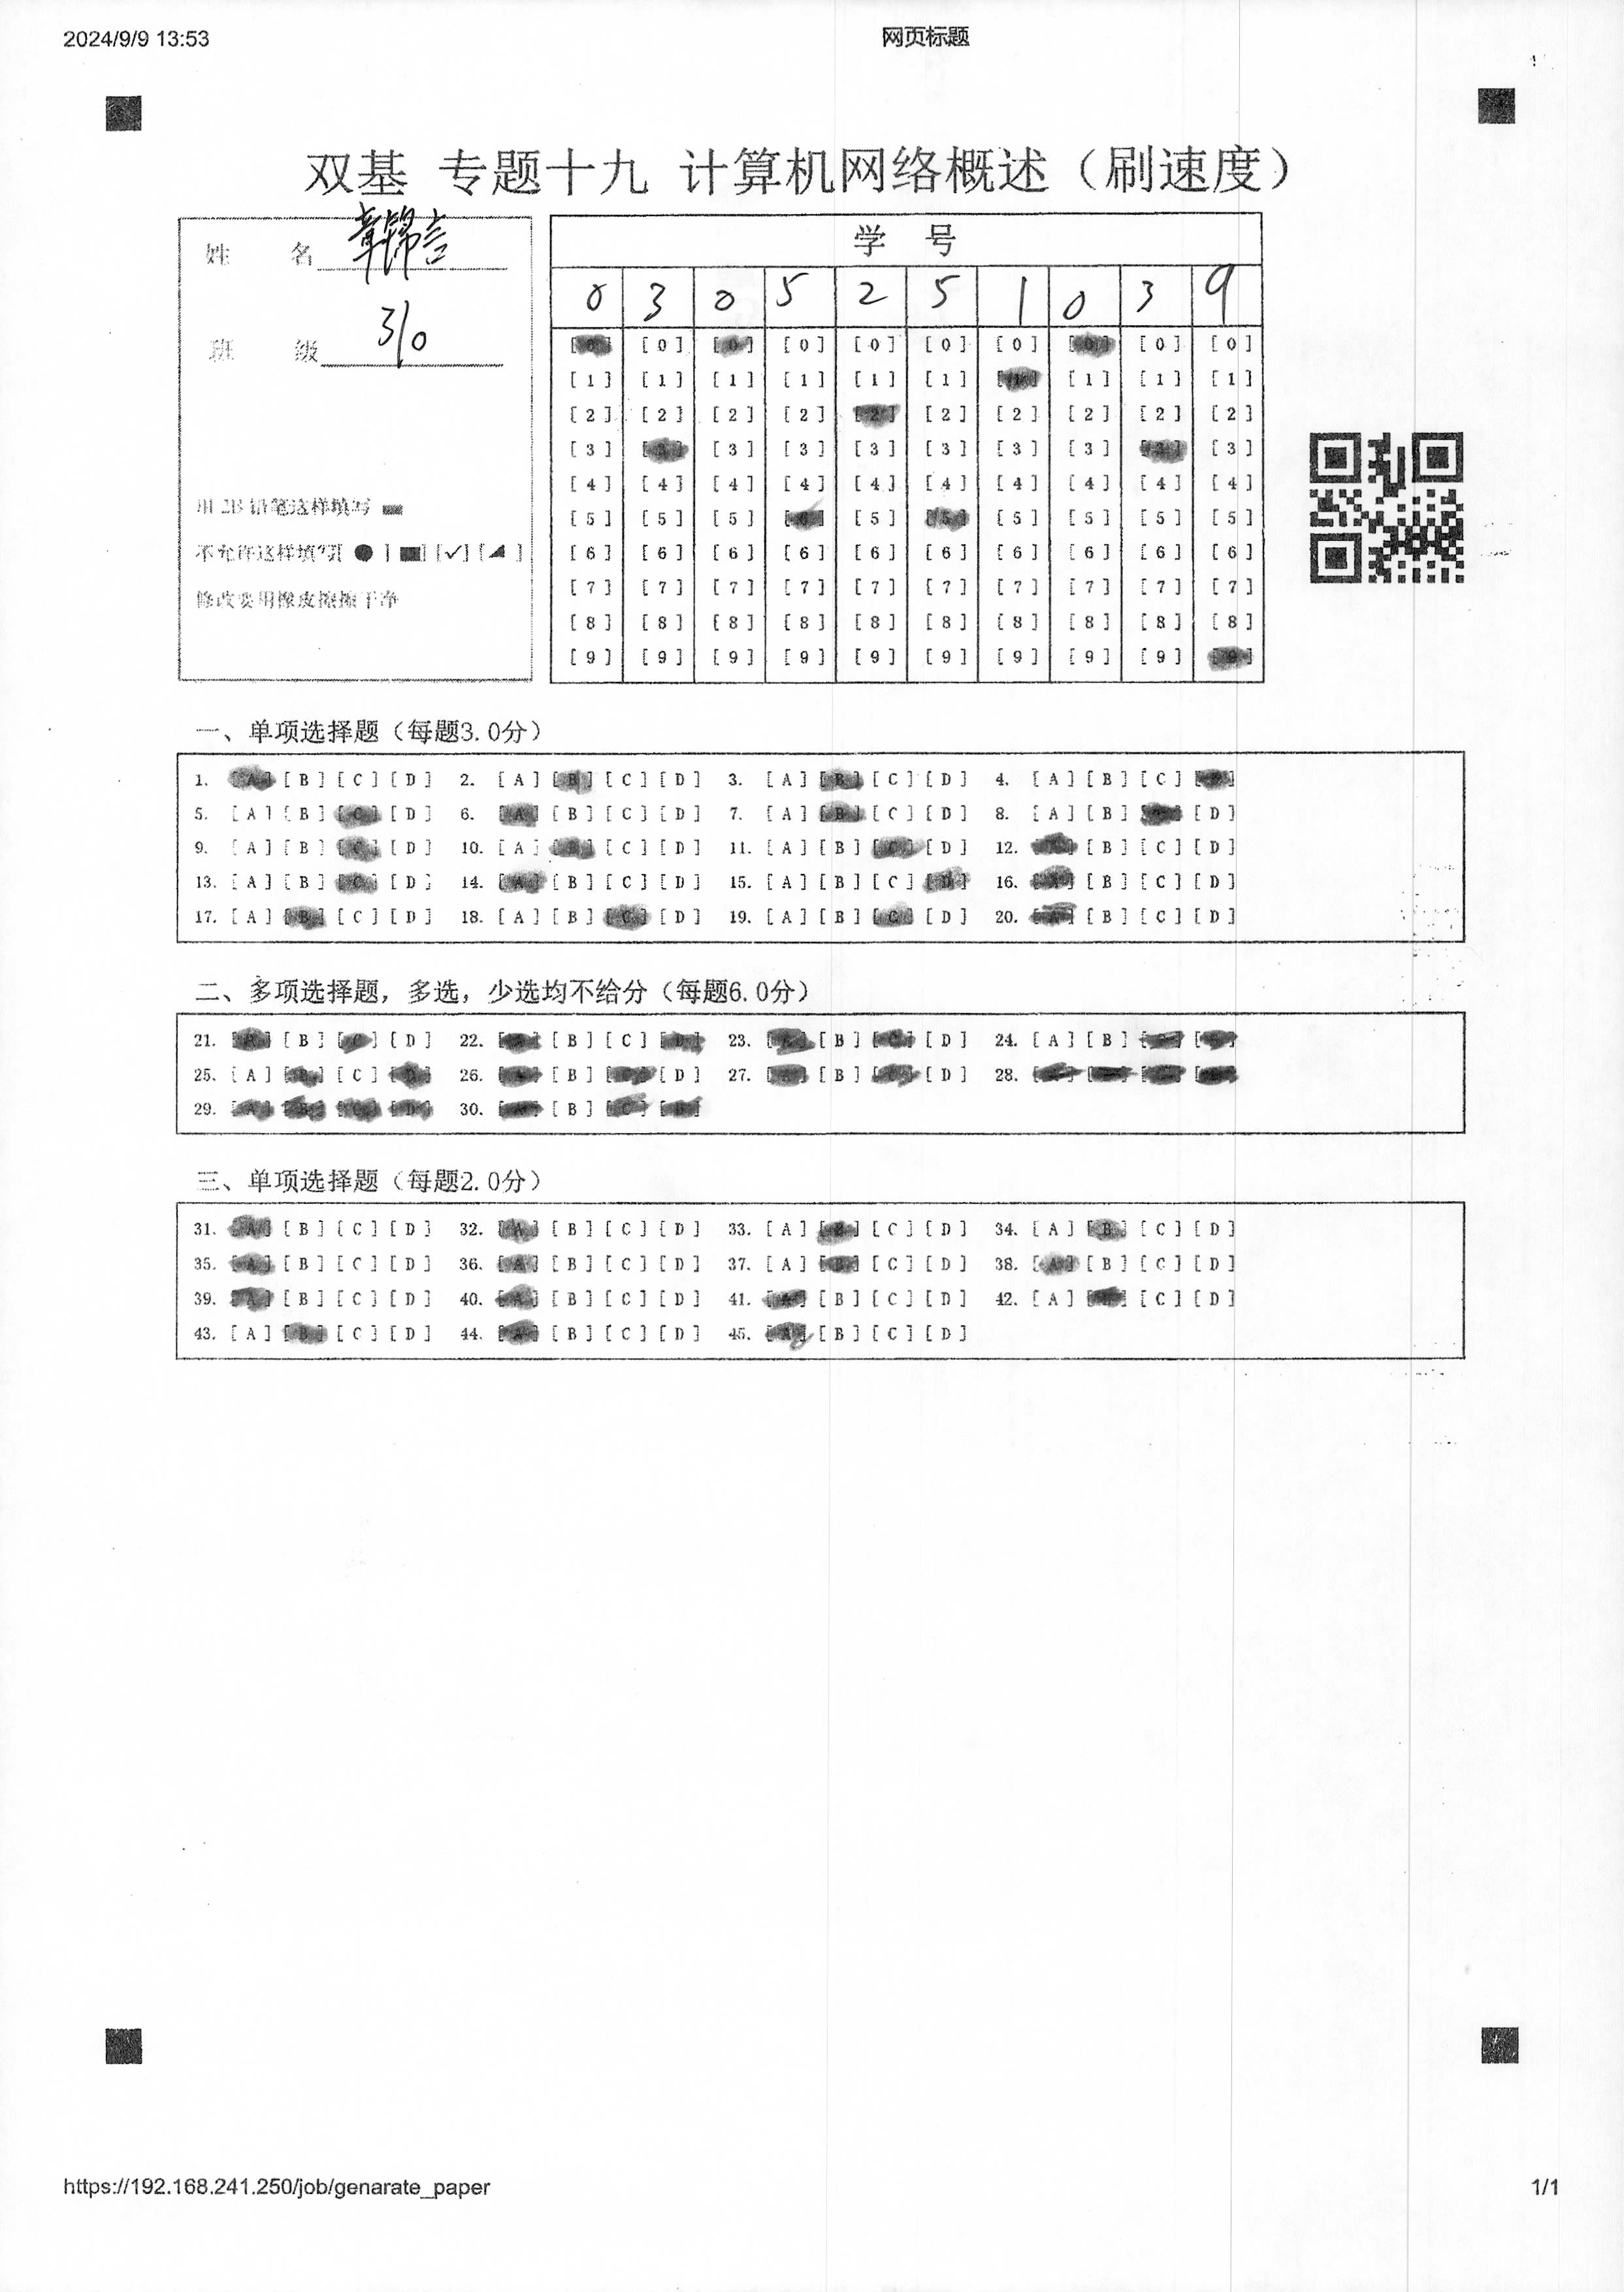 2024/9/9 13:53 网页标题
双基 专题十九 计算机网络概述（刷速度）
姓 名 章锦言
班 级 310
用 2B 铅笔这样填写
不允许这样填写[ ● ] [■] [✓] [◢ ]
修改要用橡皮擦擦干净
学 号
0 3 0 5 2 5 1 0 3 9
[0] [0] [0] [0] [0] [0] [0] [0] [0] [0]
[1] [1] [1] [1] [1] [1] [1] [1] [1] [1]
[2] [2] [2] [2] [2] [2] [2] [2] [2] [2]
[3] [3] [3] [3] [3] [3] [3] [3] [3] [3]
[4] [4] [4] [4] [4] [4] [4] [4] [4] [4]
[5] [5] [5] [5] [5] [5] [5] [5] [5] [5]
[6] [6] [6] [6] [6] [6] [6] [6] [6] [6]
[7] [7] [7] [7] [7] [7] [7] [7] [7] [7]
[8] [8] [8] [8] [8] [8] [8] [8] [8] [8]
[9] [9] [9] [9] [9] [9] [9] [9] [9] [9]
一、单项选择题（每题3.0分）
1. [A] [B] [C] [D] 2. [A] [B] [C] [D] 3. [A] [B] [C] [D] 4. [A] [B] [C] [D]
5. [A] [B] [C] [D] 6. [A] [B] [C] [D] 7. [A] [B] [C] [D] 8. [A] [B] [C] [D]
9. [A] [B] [C] [D] 10. [A] [B] [C] [D] 11. [A] [B] [C] [D] 12. [A] [B] [C] [D]
13. [A] [B] [C] [D] 14. [A] [B] [C] [D] 15. [A] [B] [C] [D] 16. [A] [B] [C] [D]
17. [A] [B] [C] [D] 18. [A] [B] [C] [D] 19. [A] [B] [C] [D] 20. [A] [B] [C] [D]
二、多项选择题，多选，少选均不给分（每题6.0分）
21. [A] [B] [C] [D] 22. [A] [B] [C] [D] 23. [A] [B] [C] [D] 24. [A] [B] [C] [D]
25. [A] [B] [C] [D] 26. [A] [B] [C] [D] 27. [A] [B] [C] [D] 28. [A] [B] [C] [D]
29. [A] [B] [C] [D] 30. [A] [B] [C] [D]
三、单项选择题（每题2.0分）
31. [A] [B] [C] [D] 32. [A] [B] [C] [D] 33. [A] [B] [C] [D] 34. [A] [B] [C] [D]
35. [A] [B] [C] [D] 36. [A] [B] [C] [D] 37. [A] [B] [C] [D] 38. [A] [B] [C] [D]
39. [A] [B] [C] [D] 40. [A] [B] [C] [D] 41. [A] [B] [C] [D] 42. [A] [B] [C] [D]
43. [A] [B] [C] [D] 44. [A] [B] [C] [D] 45. [A] [B] [C] [D]
https://192.168.241.250/job/genarate_paper 1/1